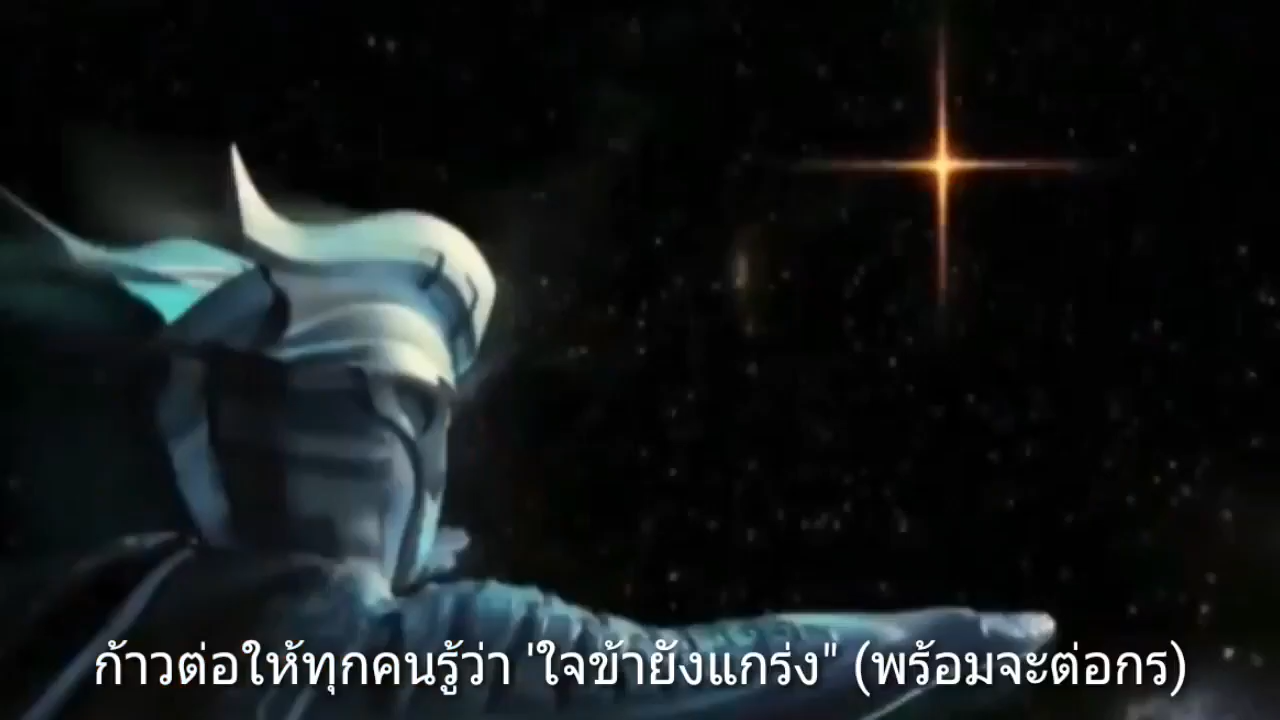 ก้าวต่อให้ทุกคนรู้ว่า 'ใจข้ายังแกร่ง" (พร้อมจะต่อกร)